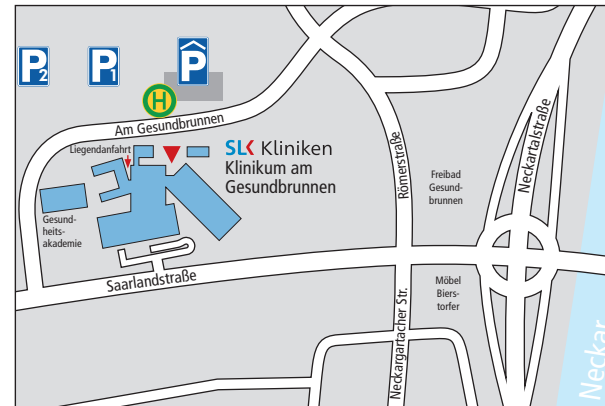 P2
P1
P
H
Am Gesundbrunnen
Liegendanfahrt
SLK Kliniken
Klinikum am
Gesundbrunnen
Gesund-
heits-
akademie
Saarlandstraße
Römerstraße
Freibad
Gesund-
brunnen
Neckartalstraße
Möbel
Biers-
torfer
Neckargartacher Str.
Neckar